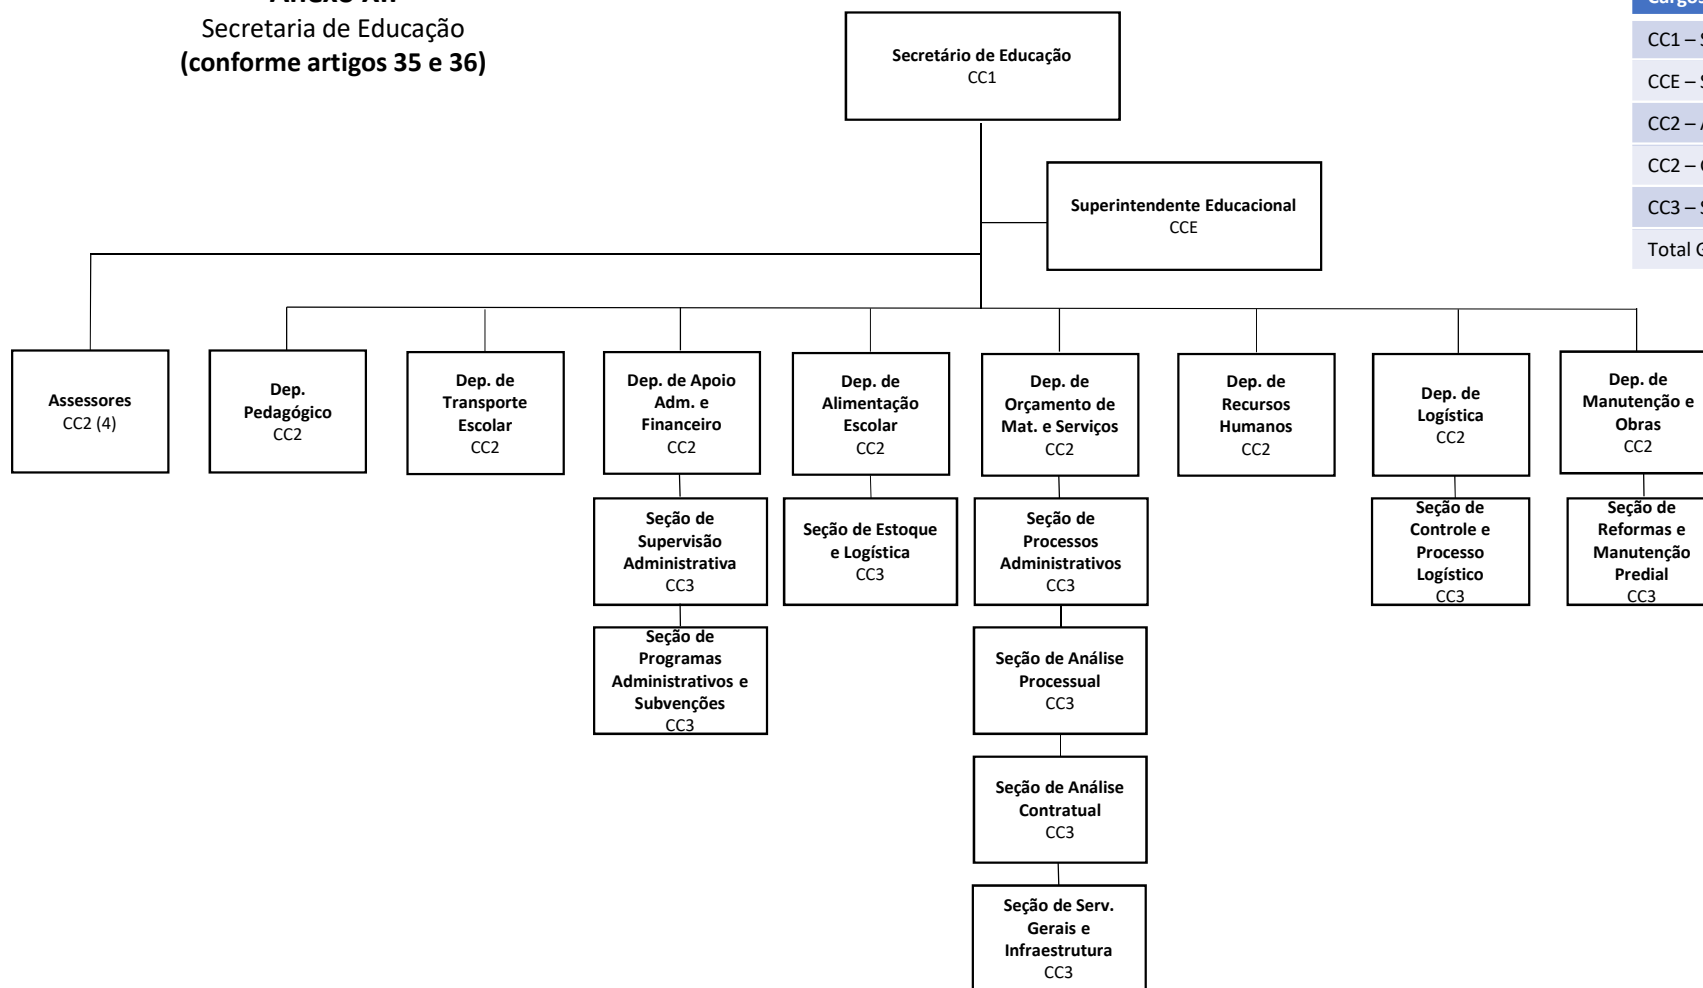 Secretaria de Educação
(conforme artigos 35 e 36)
Secretário de Educação
CC1
Superintendente Educacional
CCE
CC1 –
CCE –
CC2 –
CC2 –
CC3 –
Total
Assessores
CC2 (4)
Dep.
Pedagógico
CC2
Dep. de
Transporte
Escolar
CC2
Dep. de Apoio
Adm. e
Financeiro
CC2
Dep. de
Alimentação
Escolar
CC2
Dep. de
Orçamento de
Mat. e Serviços
CC2
Dep. de
Recursos
Humanos
CC2
Dep. de
Logística
CC2
Dep. de
Manutenção e
Obras
CC2
Seção de
Supervisão
Administrativa
CC3
Seção de Estoque
e Logística
CC3
Seção de
Processos
Administrativos
CC3
Seção de
Controle e
Processo
Logístico
CC3
Seção de
Reformas e
Manutenção
Predial
CC3
Seção de
Programas
Administrativos e
Subvenções
CC3
Seção de Análise
Processual
CC3
Seção de Análise
Contratual
CC3
Seção de Serv.
Gerais e
Infraestrutura
CC3